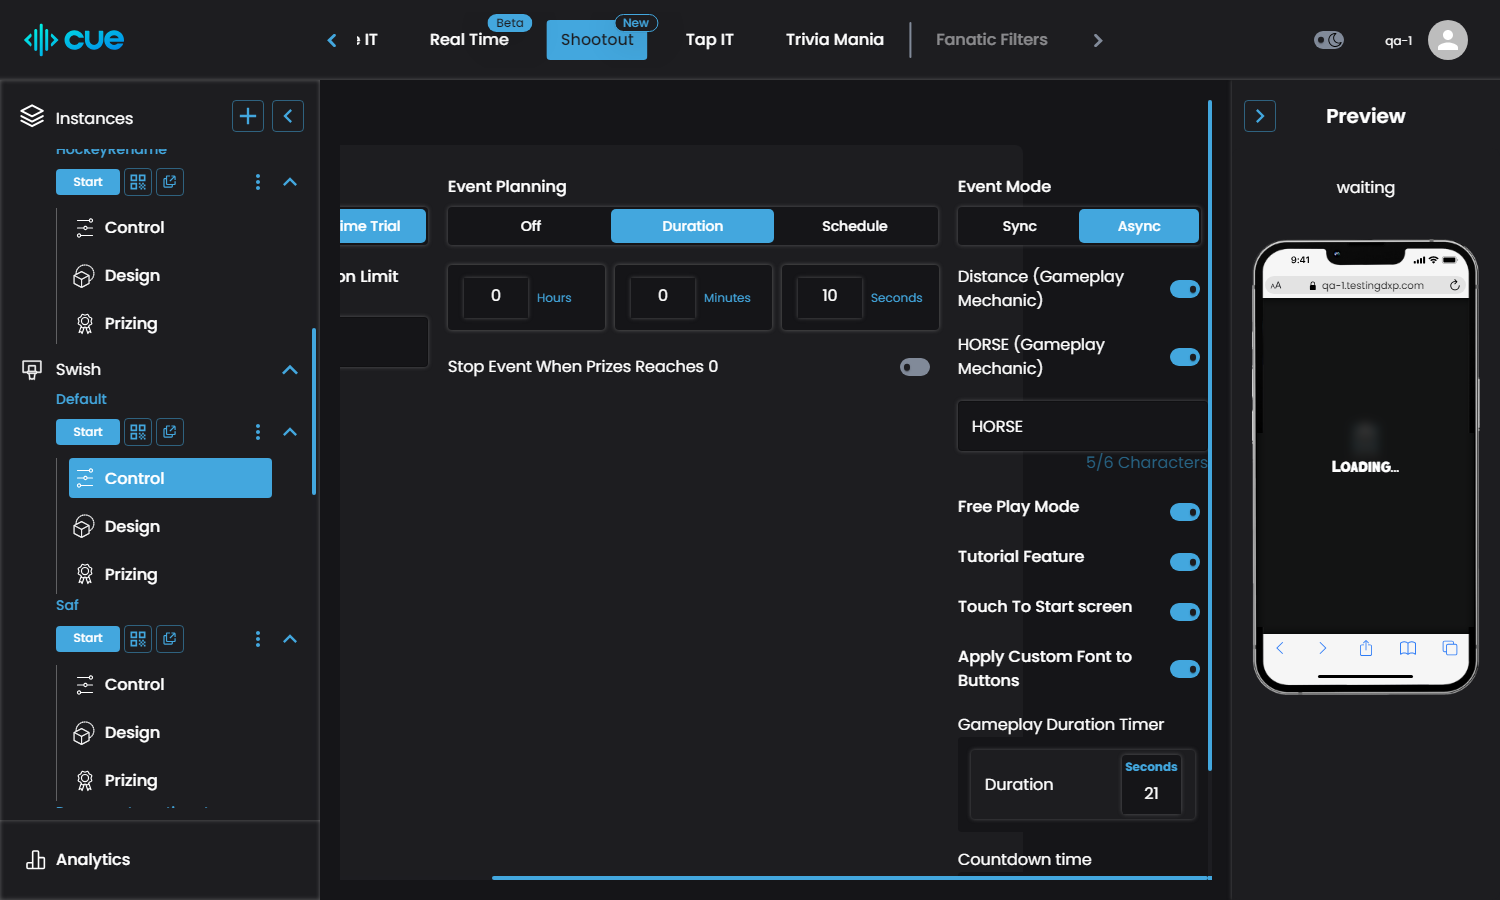 cue
IT
Real Time
Beta
Shootout
New
Tap IT
Trivia Mania
Fanatic Filters
qa-1
Instances
HockeyRename
Start
Control
Design
Prizing
Swish
Default
Start
Control
Design
Prizing
Saf
Start
Control
Design
Prizing
Analytics
ime Trial
on Limit
Event Planning
Off
Duration
Schedule
0
Hours
0
Minutes
10
Seconds
Stop Event When Prizes Reaches 0
Event Mode
Sync
Async
Distance (Gameplay
Mechanic)
HORSE (Gameplay
Mechanic)
HORSE
5/6 Characters
Free Play Mode
Tutorial Feature
Touch To Start screen
Apply Custom Font to
Buttons
Gameplay Duration Timer
Duration
Seconds
21
Countdown time
Preview
waiting
9:41
AA
qa-1.testingdxp.com
LOADING...